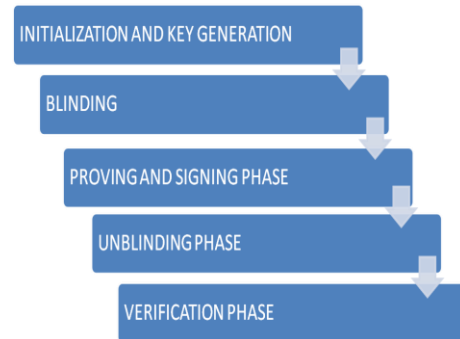 INITIALIZATION AND KEY GENERATION
BLINDING
PROVING AND SIGNING PHASE
UNBLINDING PHASE
VERIFICATION PHASE